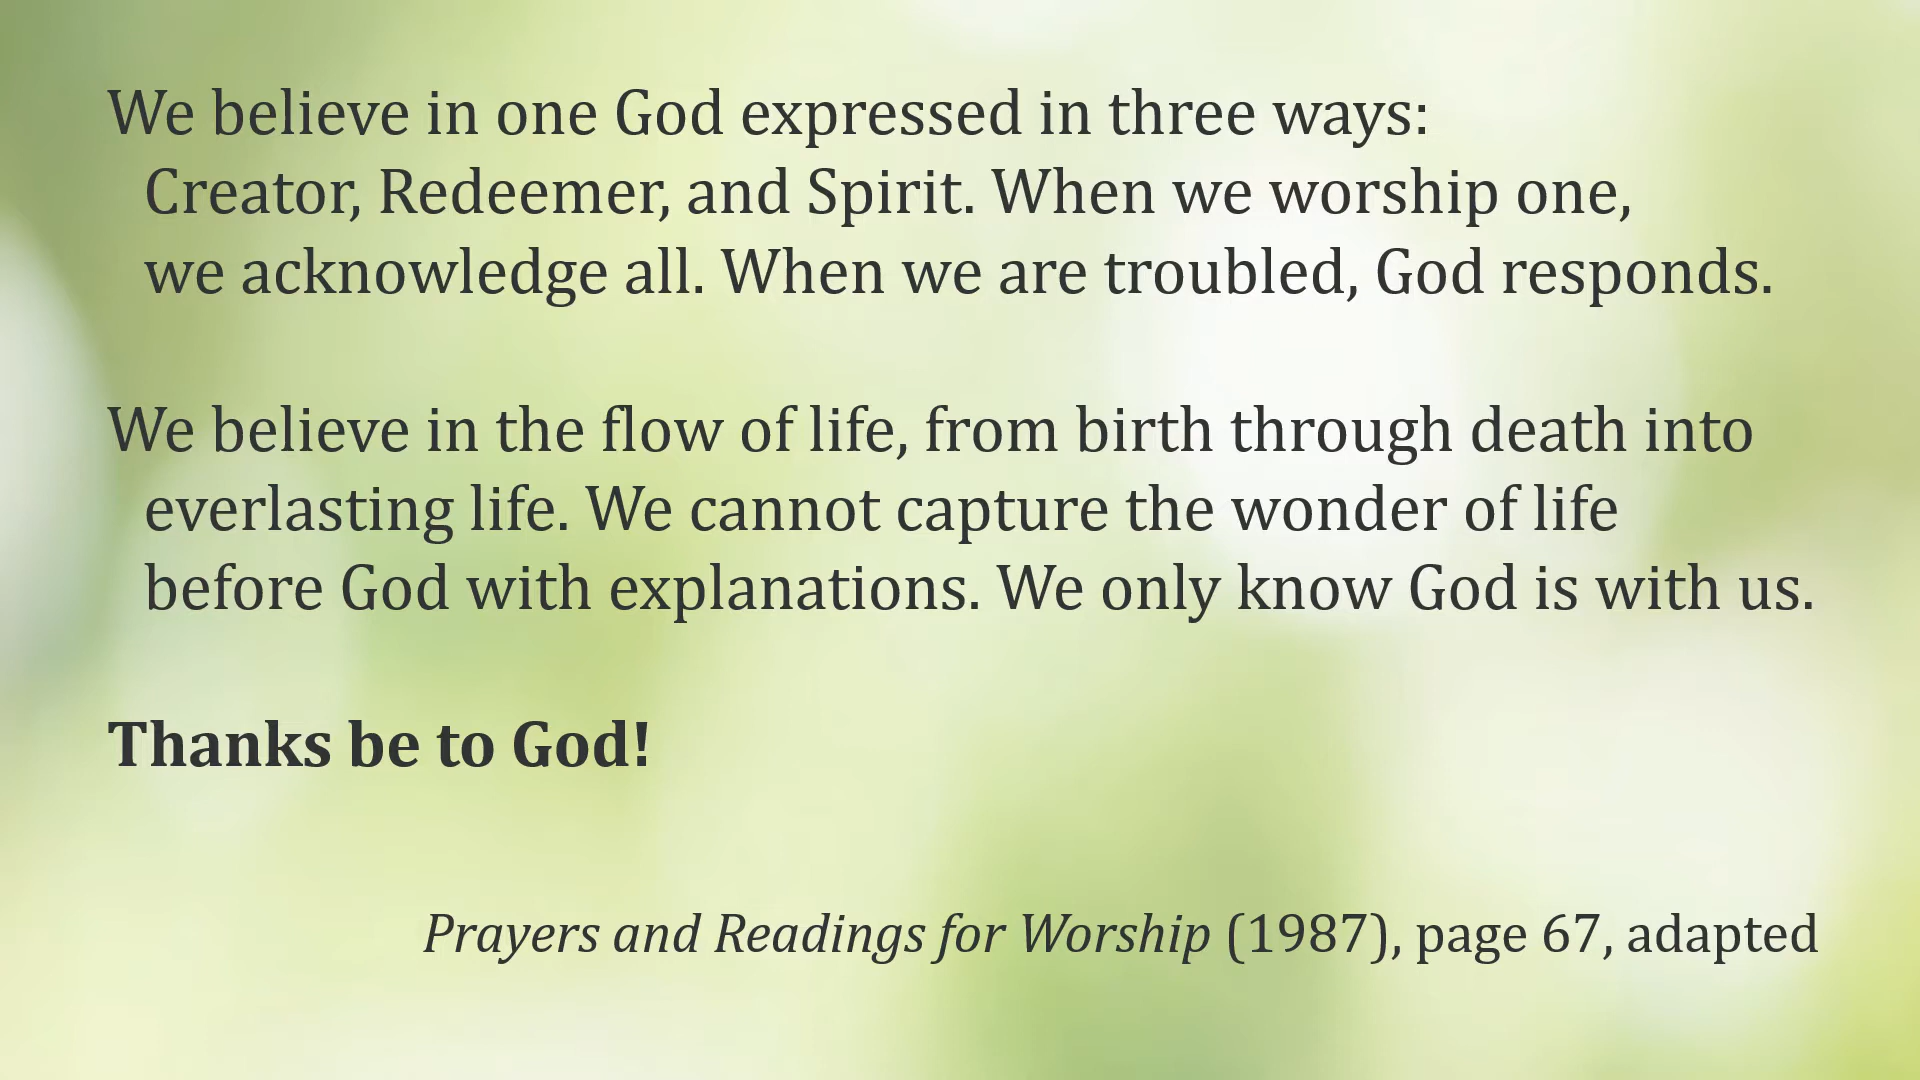 We believe in one God expressed in three ways:
Creator, Redeemer, and Spirit. When we worship one,
we acknowledge all. When we are troubled, God responds.
We believe in the flow of life, from birth through death into
everlasting life. We cannot capture the wonder of life
before God with explanations. We only know God is with us.
Thanks be to God!
Prayers and Readings for Worship (1987), page 67, adapted